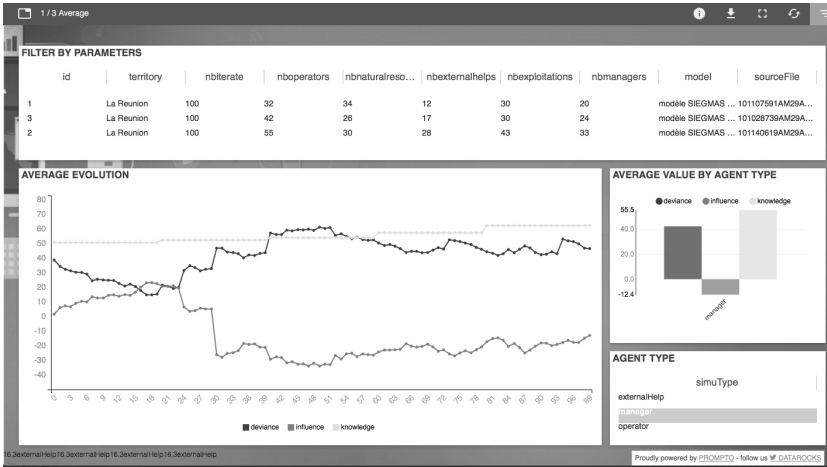 1 / 3 Average
FILTER BY PARAMETERS
id territory nbiterate nboperators nbnaturalreso... nbexternalhelps nbexploitations nbmanagers model sourceFile
1 La Reunion 100 32 34 12 30 20 modèle SIEGMAS ... 101107591AM29A...
3 La Reunion 100 42 26 17 30 24 modèle SIEGMAS ... 101028739AM29A...
2 La Reunion 100 55 30 28 43 33 modèle SIEGMAS ... 101140619AM29A...
AVERAGE EVOLUTION
80
70
60
50
40
30
20
10
0
-10
-20
-30
-40
0 3 6 9 12 15 18 21 24 27 30 33 36 39 42 45 48 51 54 57 60 63 66 69 72 75 78 81 84 87 90 93 96 99
deviance influence knowledge
AVERAGE VALUE BY AGENT TYPE
deviance influence knowledge
55.5
40.0
20.0
0.0
-12.4
manager
AGENT TYPE
simuType
externalHelp
manager
operator
16.3externalHelp16.3externalHelp16.3externalHelp16.3externalHelp
Proudly powered by PROMPTO - follow us DATAROCKS